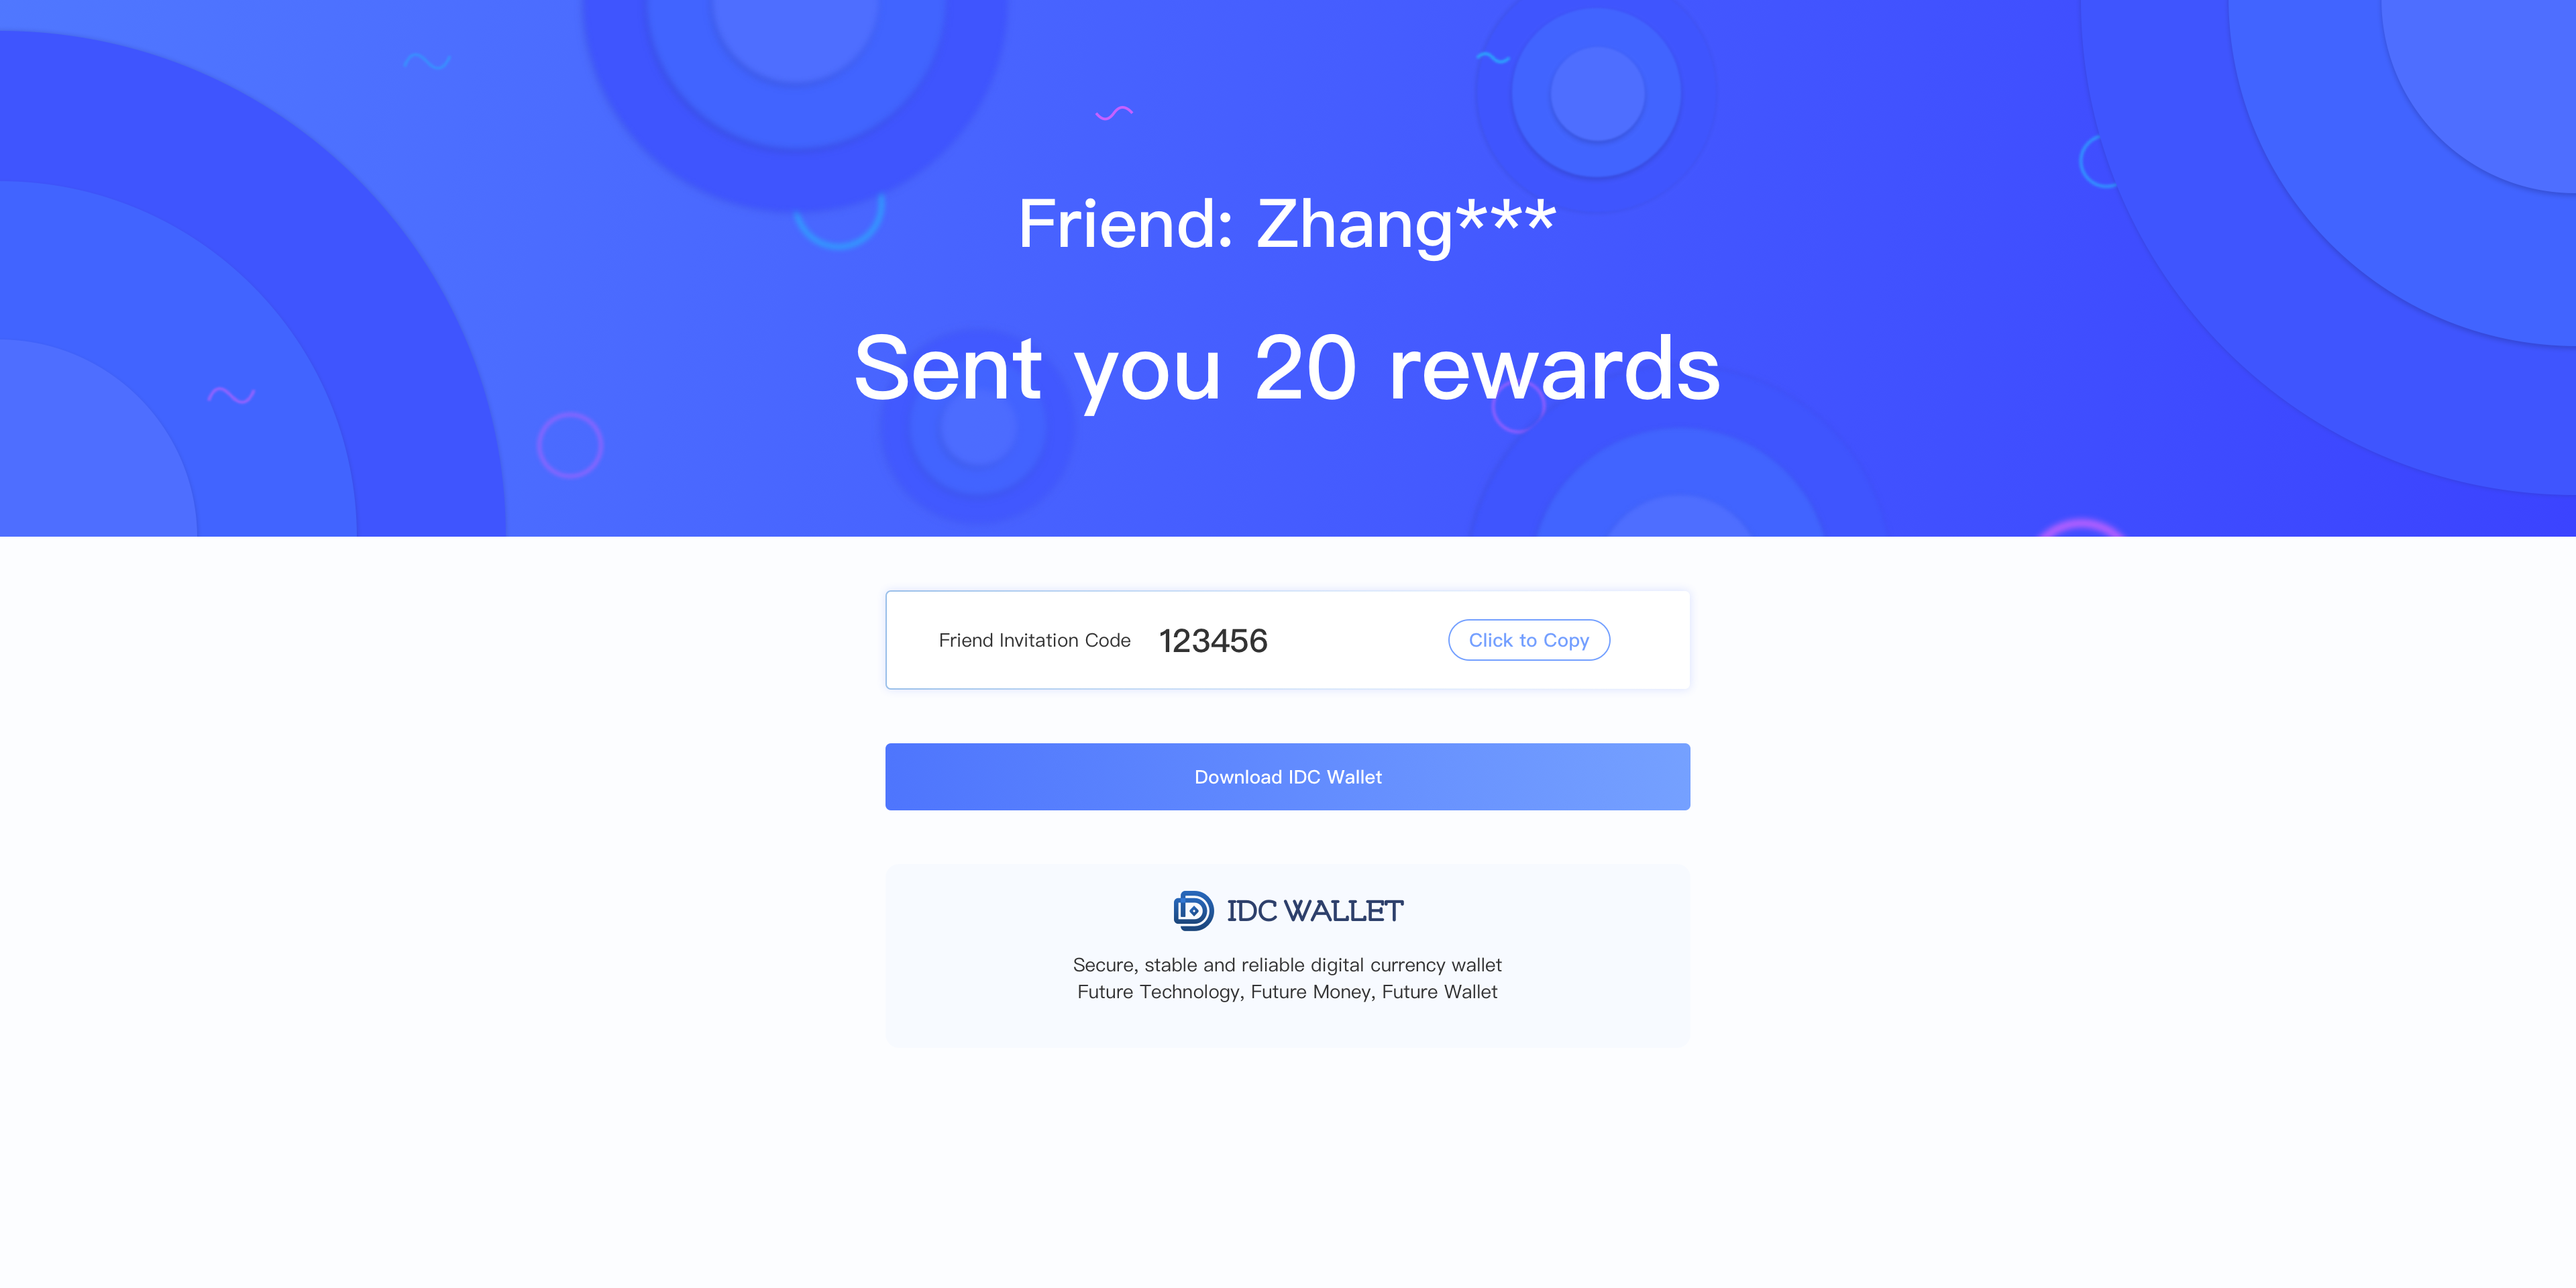 Friend: Zhang***
Sent you 20 rewards
Friend Invitation Code 123456 Click to Copy
Download IDC Wallet
IDC WALLET
Secure, stable and reliable digital currency wallet
Future Technology, Future Money, Future Wallet